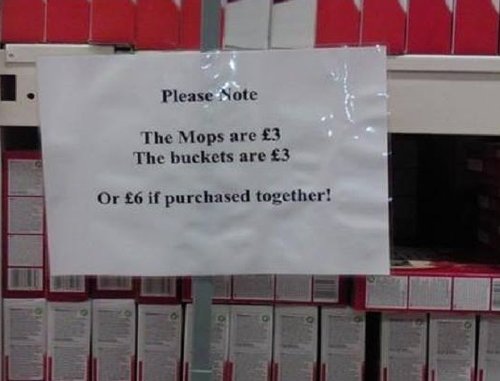 Please Note
The Mops are £3
The buckets are £3
Or £6 if purchased together!